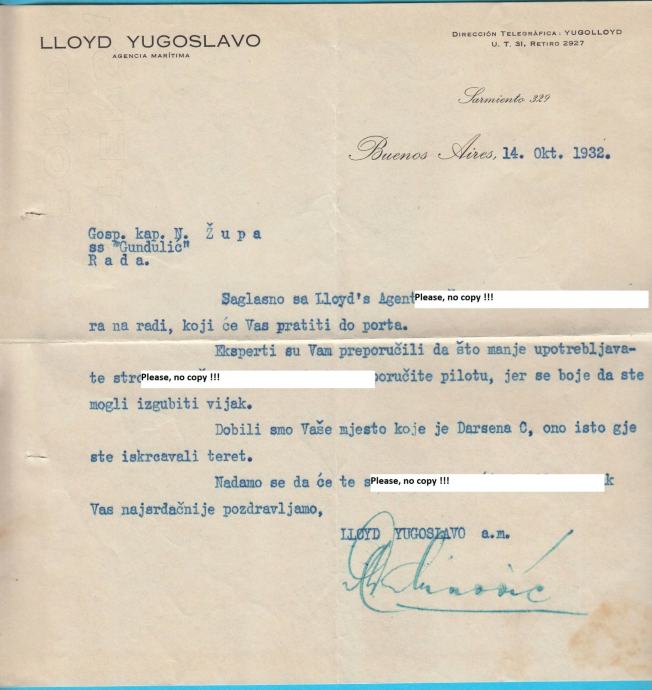 LLOYD YUGOSLAVO
AGENCIA MARÍTIMA
DIRECCIÓN TELEGRÁFICA: YUGOLLOYD
U. T. 31, RETIRO 2927
Sarmiento 329
Buenos Aires, 14. Okt. 1932.
Gosp. kap. N. Ž u p a
ss "Gundulić"
R a d a.
Saglasno sa Lloyd's Agent Please, no copy !!!
ra na radi, koji će Vas pratiti do porta.
Eksperti su Vam preporučili da što manje upotrebljava-
te stro Please, no copy !!! poručite pilotu, jer se boje da ste
mogli izgubiti vijak.
Dobili smo Vaše mjesto koje je Darsena C, ono isto gje
ste iskrcavali teret.
Nadamo se da će te s Please, no copy !!! k
Vas najsrdačnije pozdravljamo,
LLOYD YUGOSLAVO a.m.